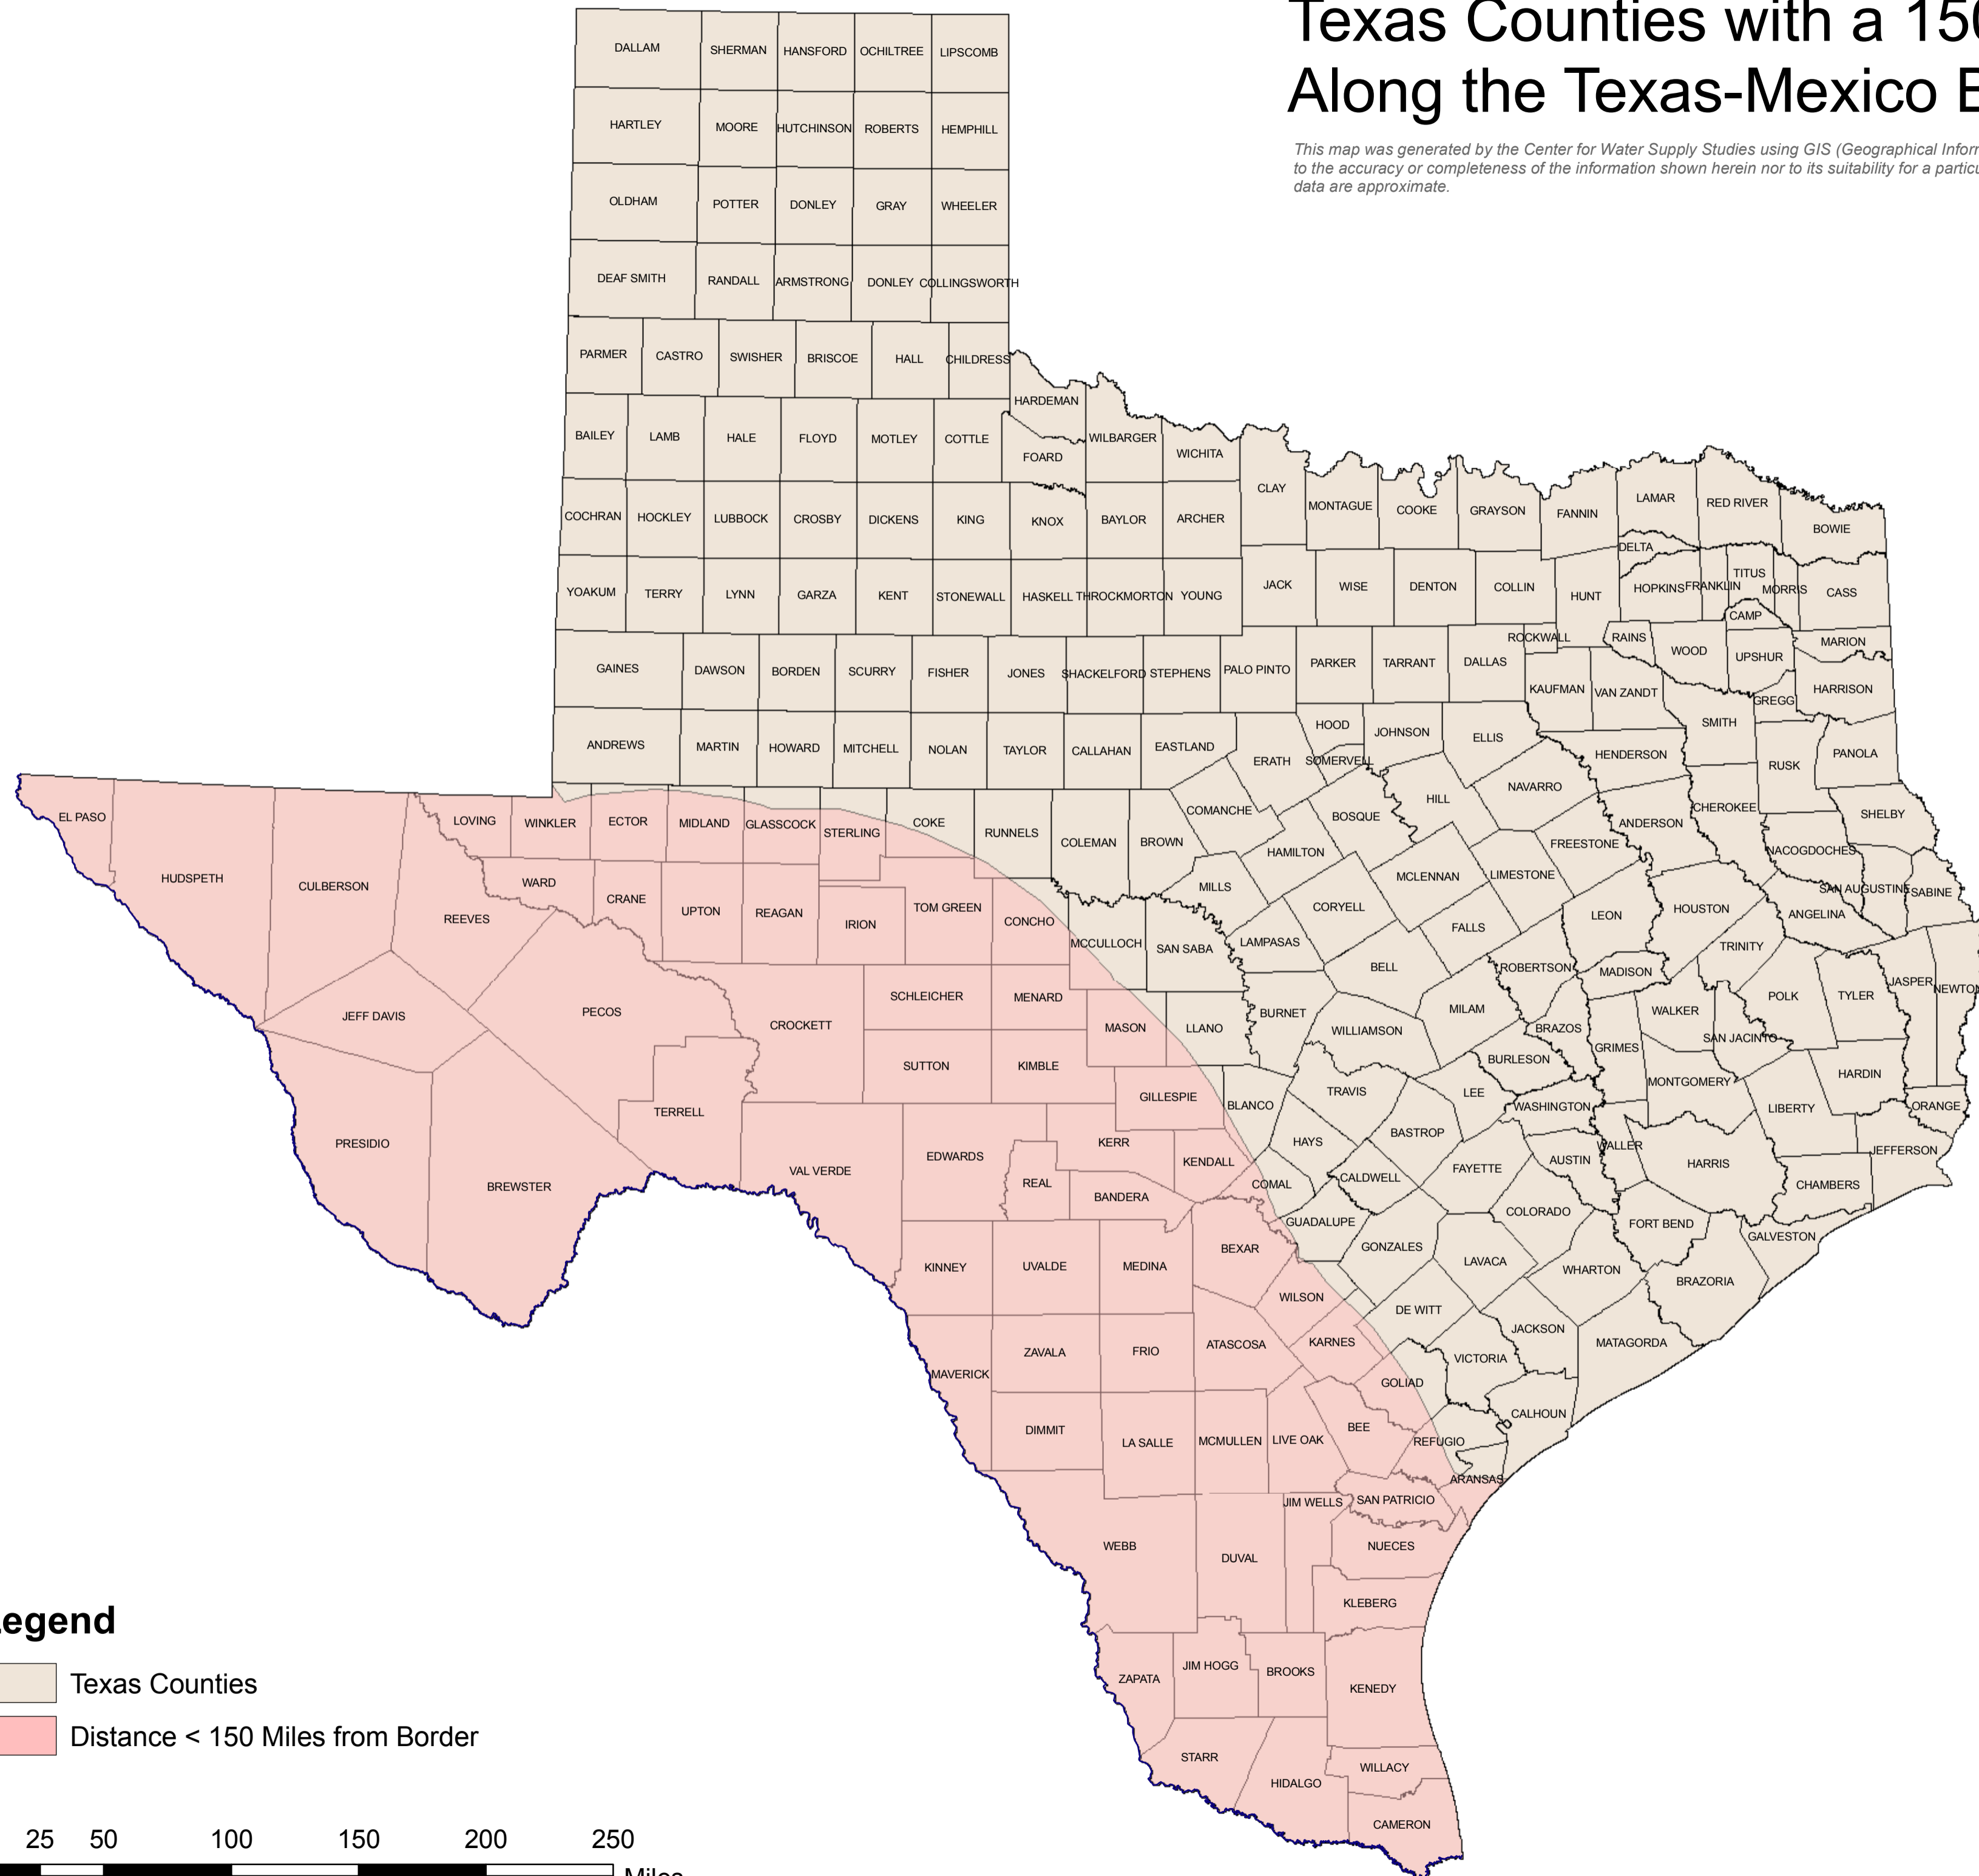 Texas Counties with a 150
Along the Texas-Mexico B
This map was generated by the Center for Water Supply Studies using GIS (Geographical Inform
to the accuracy or completeness of the information shown herein nor to its suitability for a particu
data are approximate.
DALLAM SHERMAN HANSFORD OCHILTREE LIPSCOMB
HARTLEY MOORE HUTCHINSON ROBERTS HEMPHILL
OLDHAM POTTER DONLEY GRAY WHEELER
DEAF SMITH RANDALL ARMSTRONG DONLEY COLLINGSWORTH
PARMER CASTRO SWISHER BRISCOE HALL CHILDRESS
HARDEMAN
BAILEY LAMB HALE FLOYD MOTLEY COTTLE WILBARGER
FOARD WICHITA
CLAY
MONTAGUE COOKE GRAYSON FANNIN LAMAR RED RIVER
BOWIE
COCHRAN HOCKLEY LUBBOCK CROSBY DICKENS KING KNOX BAYLOR ARCHER
DELTA
YOAKUM TERRY LYNN GARZA KENT STONEWALL HASKELL THROCKMORTON YOUNG
JACK WISE DENTON COLLIN HUNT HOPKINS FRANKLIN TITUS MORRIS CASS
CAMP
ROCKWALL RAINS WOOD UPSHUR MARION
GAINES DAWSON BORDEN SCURRY FISHER JONES SHACKELFORD STEPHENS PALO PINTO PARKER TARRANT DALLAS
KAUFMAN VAN ZANDT GREGG HARRISON
SMITH
ANDREWS MARTIN HOWARD MITCHELL NOLAN TAYLOR CALLAHAN EASTLAND
HOOD JOHNSON ELLIS
ERATH SOMERVELL HENDERSON RUSK PANOLA
NAVARRO
COMANCHE BOSQUE HILL CHEROKEE SHELBY
EL PASO LOVING WINKLER ECTOR MIDLAND GLASSCOCK STERLING COKE RUNNELS COLEMAN BROWN
ANDERSON
HAMILTON FREESTONE NACOGDOCHES
HUDSPETH CULBERSON WARD MILLS MCLENNAN LIMESTONE SAN AUGUSTINE SABINE
REEVES CRANE UPTON REAGAN IRION TOM GREEN CONCHO CORYELL FALLS LEON HOUSTON ANGELINA
MCCULLOCH SAN SABA LAMPASAS TRINITY
BELL ROBERTSON MADISON JASPER NEWTON
JEFF DAVIS PECOS CROCKETT SCHLEICHER MENARD POLK TYLER
MASON LLANO BURNET WILLIAMSON MILAM BRAZOS WALKER SAN JACINTO
GRIMES
SUTTON KIMBLE BURLESON HARDIN
TERRELL GILLESPIE BLANCO TRAVIS LEE MONTGOMERY
WASHINGTON LIBERTY ORANGE
PRESIDIO BASTROP
HAYS WALLER JEFFERSON
BREWSTER VAL VERDE EDWARDS KERR KENDALL AUSTIN HARRIS
REAL BANDERA COMAL CALDWELL FAYETTE CHAMBERS
GUADALUPE COLORADO FORT BEND
BEXAR GONZALES GALVESTON
KINNEY UVALDE MEDINA LAVACA WHARTON BRAZORIA
WILSON DE WITT
ZAVALA FRIO ATASCOSA KARNES JACKSON MATAGORDA
MAVERICK VICTORIA
GOLIAD
DIMMIT LA SALLE MCMULLEN LIVE OAK BEE CALHOUN
REFUGIO
ARANSAS
JIM WELLS SAN PATRICIO
WEBB DUVAL NUECES
KLEBERG
ZAPATA JIM HOGG BROOKS KENEDY
STARR HIDALGO WILLACY
CAMERON
egend
Texas Counties
Distance < 150 Miles from Border
25 50 100 150 200 250
Miles